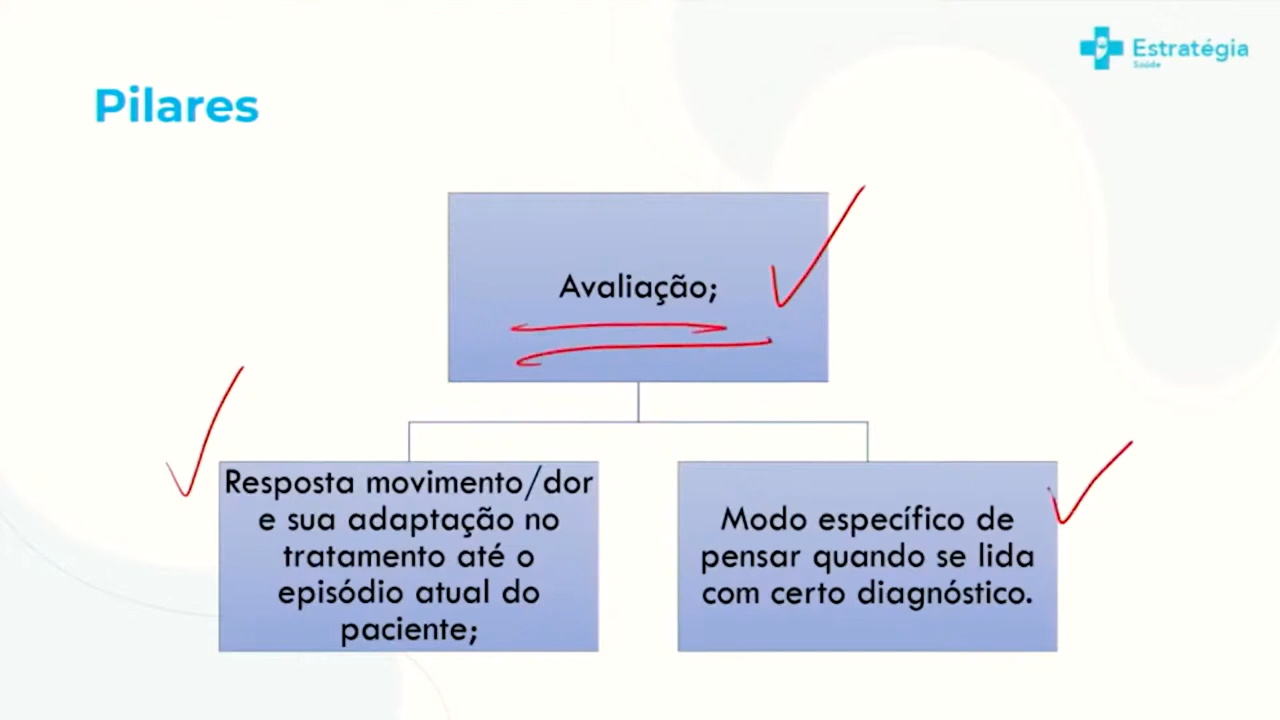 Estratégia
Saúde
Pilares
Avaliação;
Resposta movimento/dor
e sua adaptação no
tratamento até o
episódio atual do
paciente;
Modo específico de
pensar quando se lida
com certo diagnóstico.